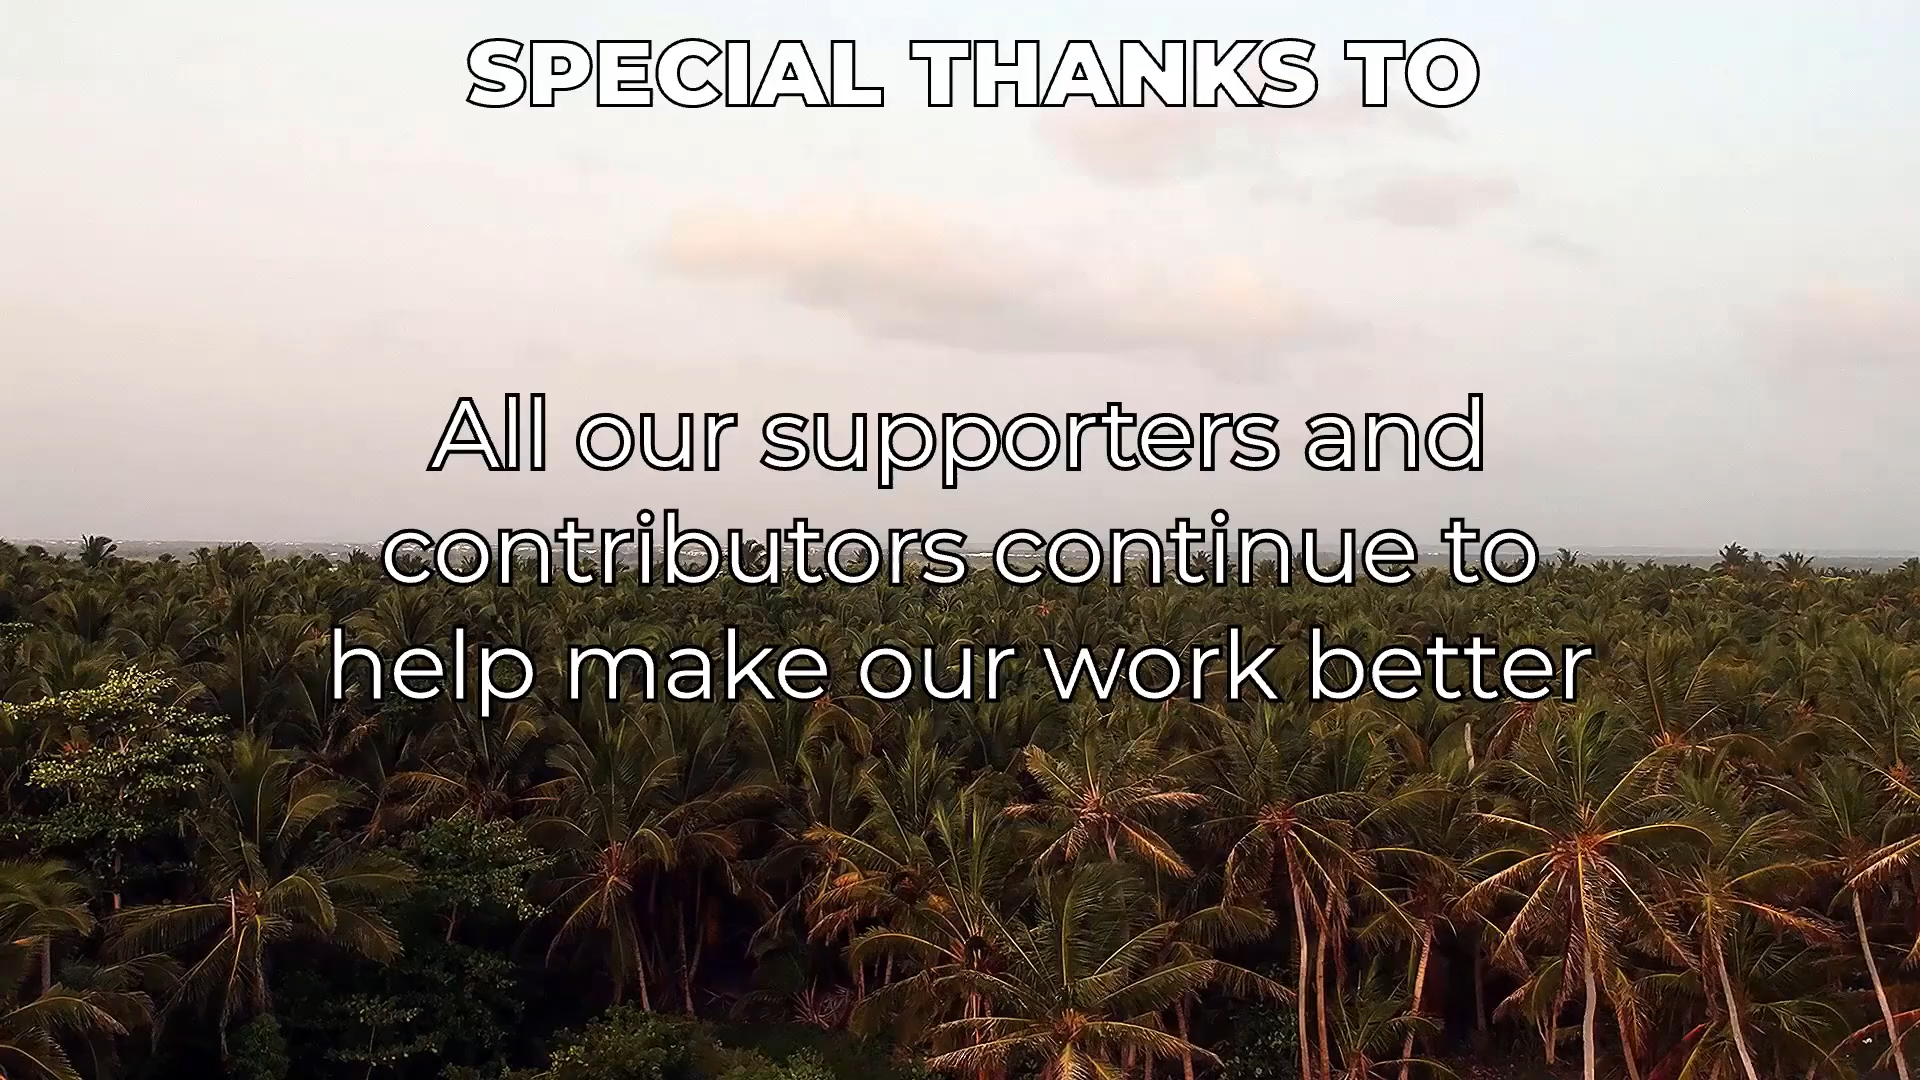 SPECIAL THANKS TO
All our supporters and
contributors continue to
help make our work better